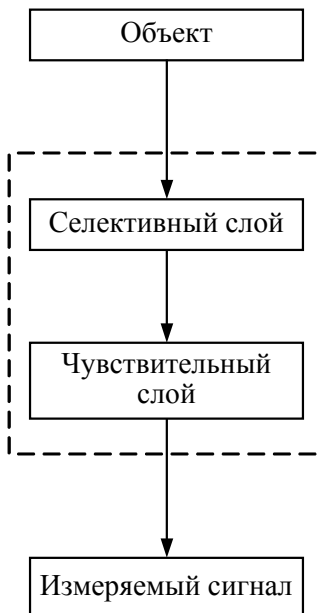 Объект
Селективный слой
Чувствительный
слой
Измеряемый сигнал